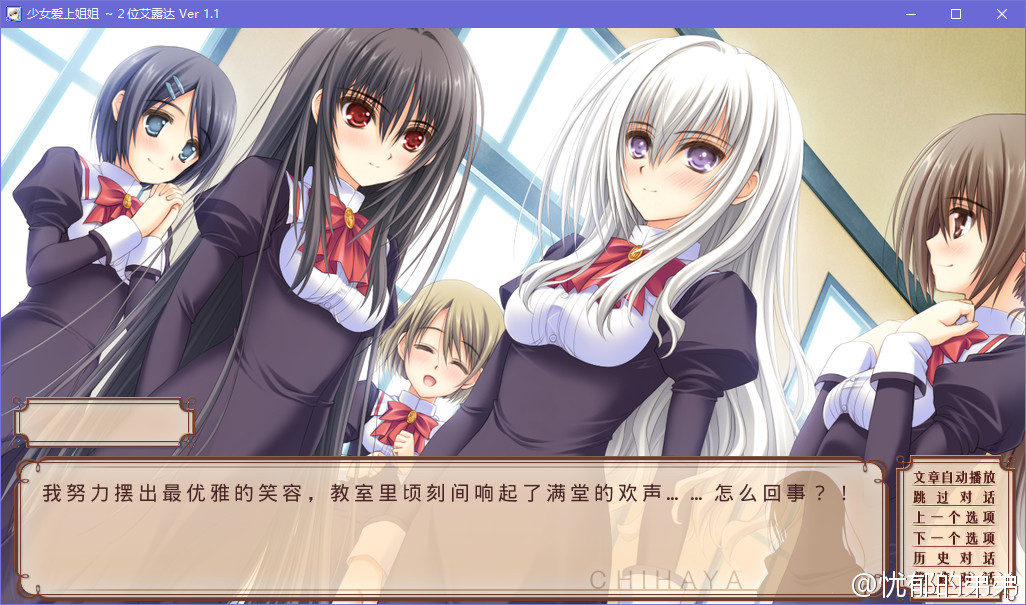 少女爱上姐姐 ~ 2 位艾露达 Ver 1.1
我努力摆出最优雅的笑容，教室里顷刻间响起了满堂的欢声……怎么回事？！
CHIHAYA
文章自动播放
跳过对话
上一个选项
下一个选项
历史对话
@忧郁的弟弟